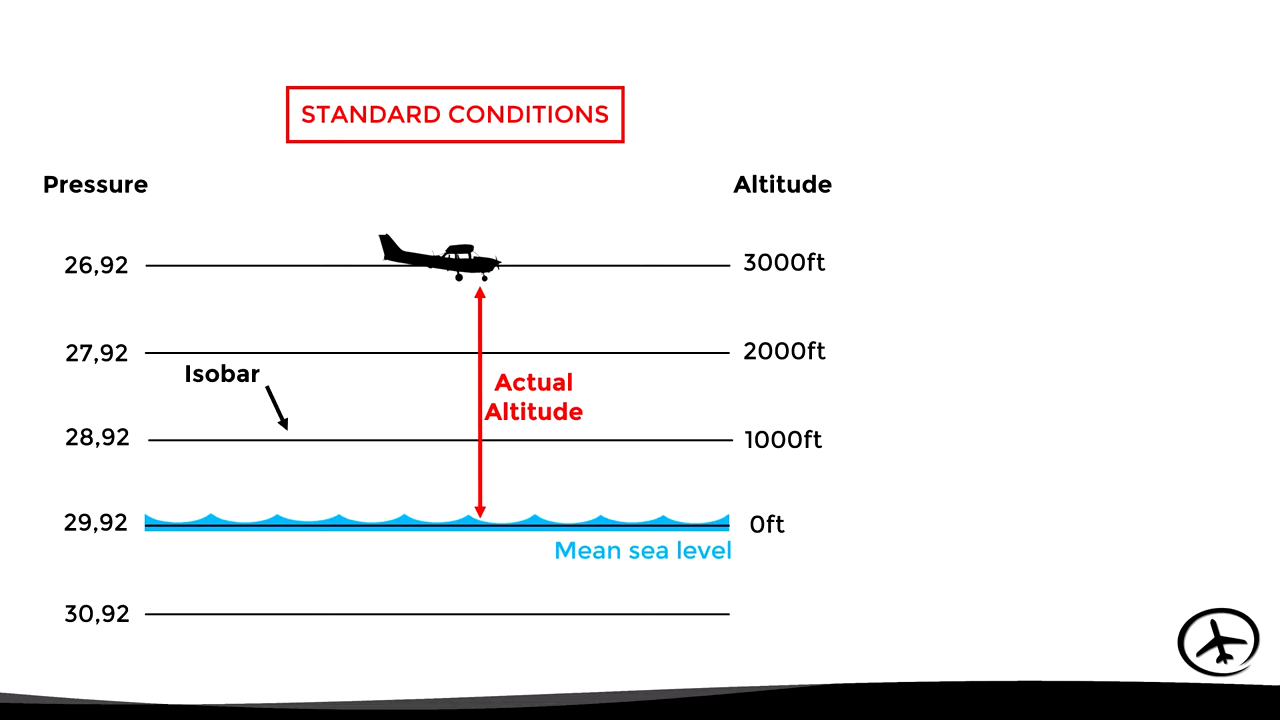 STANDARD CONDITIONS
Pressure
Altitude
26,92
3000ft
27,92
2000ft
Isobar
Actual
Altitude
28,92
1000ft
29,92
0ft
Mean sea level
30,92